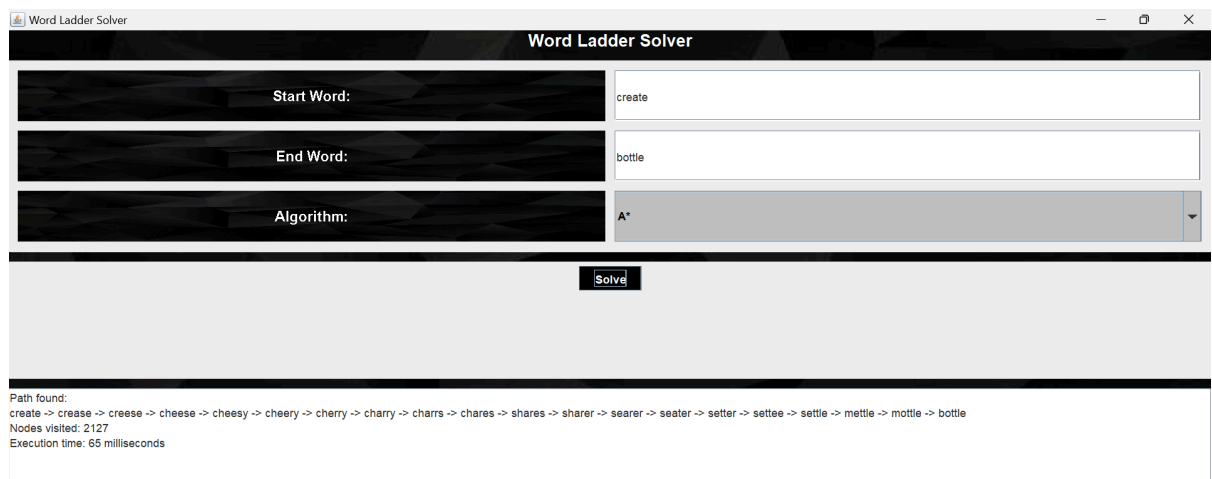 Word Ladder Solver
Word Ladder Solver
Start Word:
create
End Word:
bottle
Algorithm:
A*
Solve
Path found:
create -> crease -> creese -> cheese -> cheesy -> cheery -> cherry -> charry -> charrs -> chares -> shares -> sharer -> searer -> seater -> setter -> settee -> settle -> mettle -> mottle -> bottle
Nodes visited: 2127
Execution time: 65 milliseconds